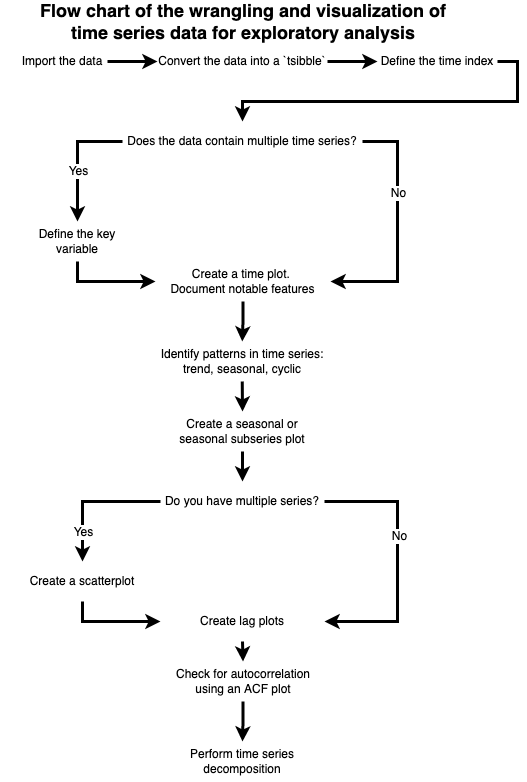 Flow chart of the wrangling and visualization of
time series data for exploratory analysis
Import the data
Convert the data into a `tsibble`
Define the time index
Does the data contain multiple time series?
Yes
No
Define the key
variable
Create a time plot.
Document notable features
Identify patterns in time series:
trend, seasonal, cyclic
Create a seasonal or
seasonal subseries plot
Do you have multiple series?
Yes
No
Create a scatterplot
Create lag plots
Check for autocorrelation
using an ACF plot
Perform time series
decomposition